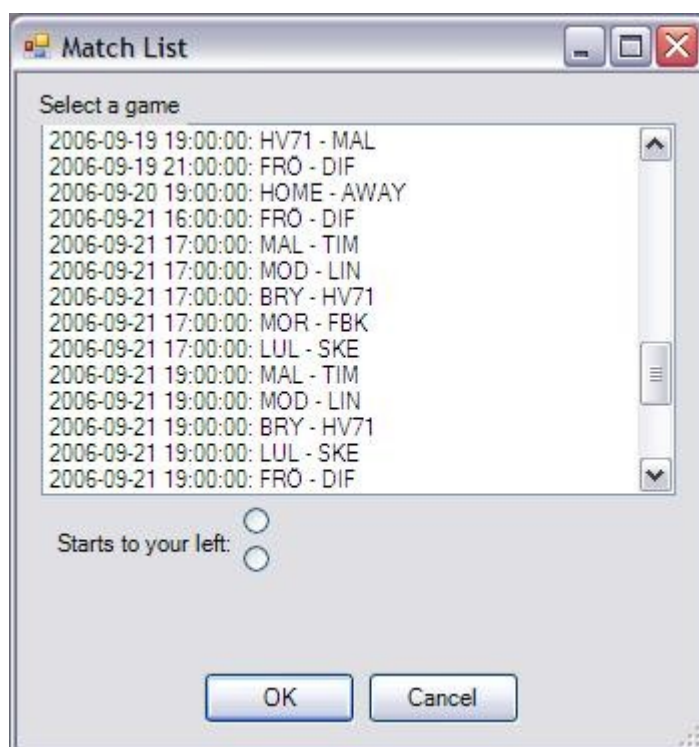 Match List
Select a game
2006-09-19 19:00:00: HV71 - MAL
2006-09-19 21:00:00: FRÖ - DIF
2006-09-20 19:00:00: HOME - AWAY
2006-09-21 16:00:00: FRÖ - DIF
2006-09-21 17:00:00: MAL - TIM
2006-09-21 17:00:00: MOD - LIN
2006-09-21 17:00:00: BRY - HV71
2006-09-21 17:00:00: MOR - FBK
2006-09-21 17:00:00: LUL - SKE
2006-09-21 19:00:00: MAL - TIM
2006-09-21 19:00:00: MOD - LIN
2006-09-21 19:00:00: BRY - HV71
2006-09-21 19:00:00: LUL - SKE
2006-09-21 19:00:00: FRÖ - DIF
Starts to your left:
OK Cancel